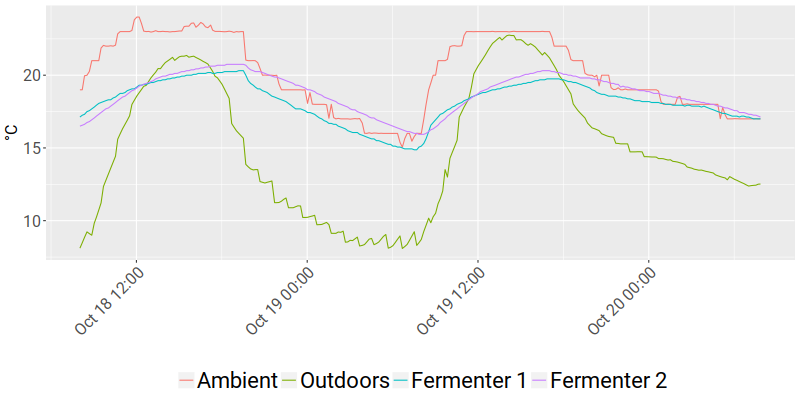 °C
20
15
10
Oct 18 12:00
Oct 19 00:00
Oct 19 12:00
Oct 20 00:00
Ambient Outdoors Fermenter 1 Fermenter 2